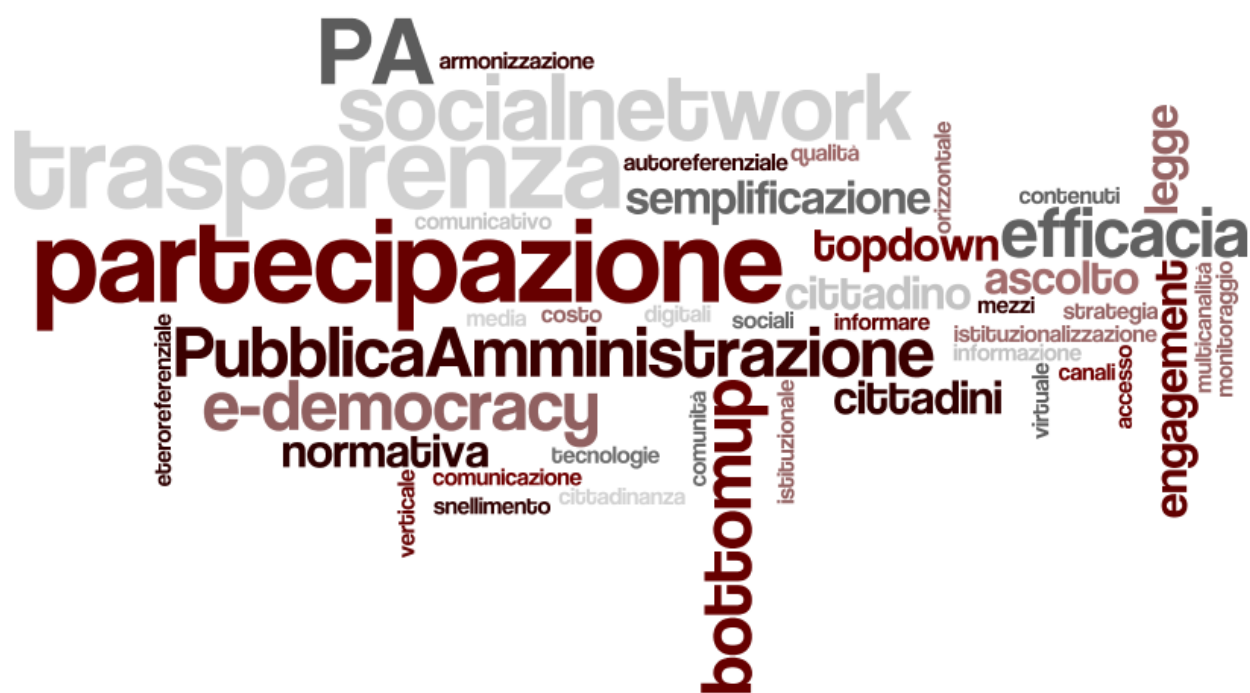 PA
armonizzazione
socialnetwork
trasparenza
autoreferenziale
qualità
orizzontale
legge
semplificazione
contenuti
comunicativo
efficacia
partecipazione
topdown
ascolto
cittadino
mezzi
engagement
multicanalità
monitoraggio
media
costo
digitali
sociali
informare
strategia
istituzionalizzazione
informazione
eteroreferenziale
PubblicaAmministrazione
virtuale
canali
accesso
e-democracy
cittadini
comunità
bottomup
istituzionale
normativa
tecnologie
verticale
comunicazione
cittadinanza
snellimento